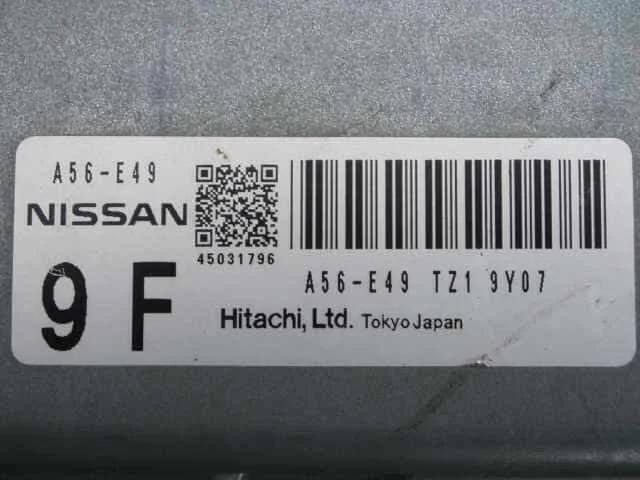 A56-E49
NISSAN
45031796
9 F
A56-E49 TZ1 9Y07
Hitachi, Ltd. Tokyo Japan